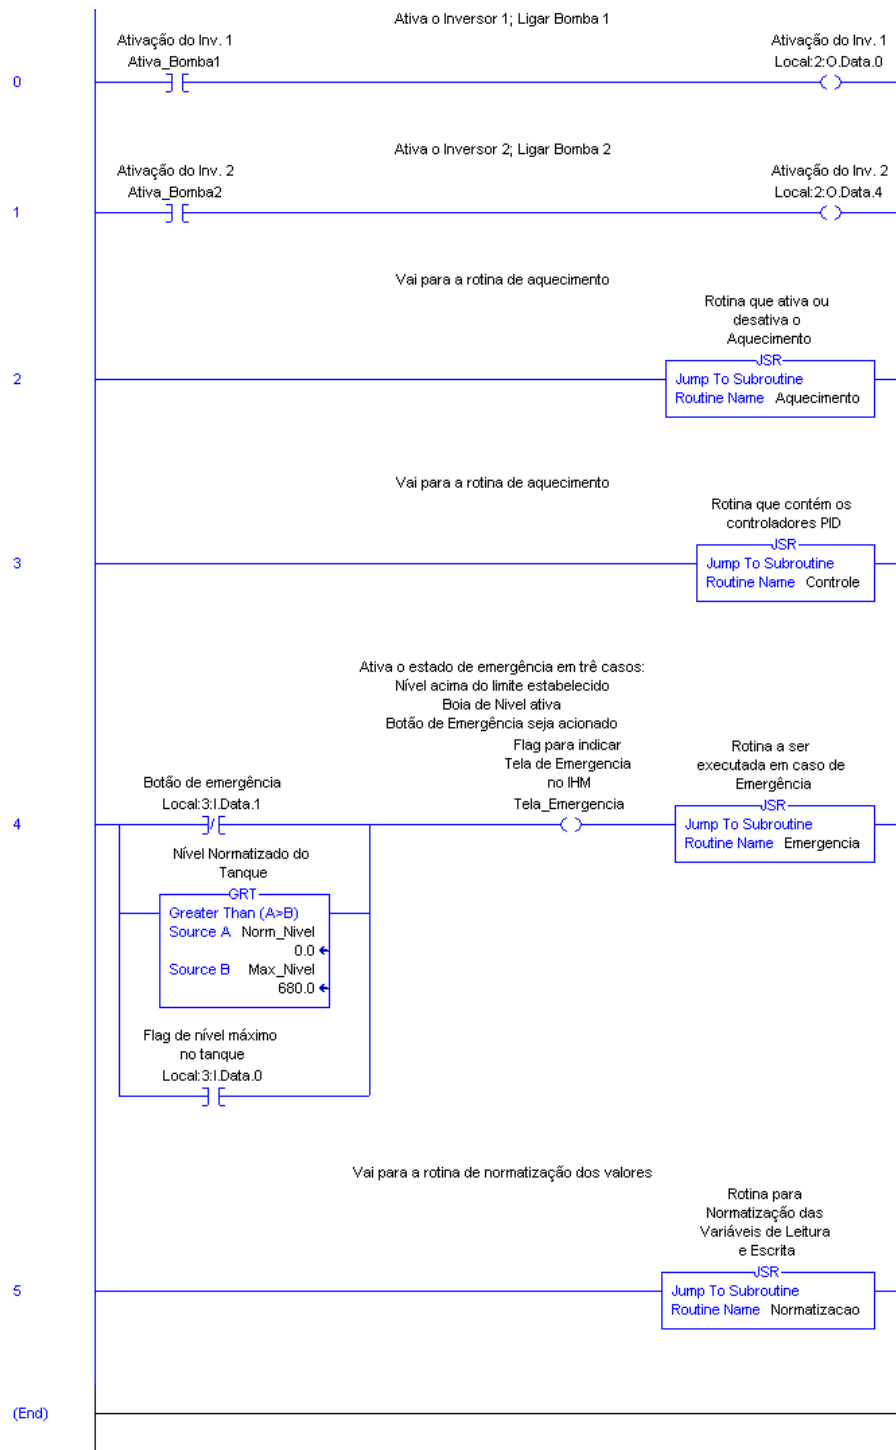 Ativa o Inversor 1; Ligar Bomba 1
Ativação do Inv. 1
Ativa_Bomba1
Ativação do Inv. 1
Local:2:O.Data.0
0
Ativa o Inversor 2; Ligar Bomba 2
Ativação do Inv. 2
Ativa_Bomba2
Ativação do Inv. 2
Local:2:O.Data.4
1
Vai para a rotina de aquecimento
Rotina que ativa ou
desativa o
Aquecimento
JSR
Jump To Subroutine
Routine Name Aquecimento
2
Vai para a rotina de aquecimento
Rotina que contém os
controladores PID
JSR
Jump To Subroutine
Routine Name Controle
3
Ativa o estado de emergência em trê casos:
Nível acima do limite estabelecido
Boia de Nivel ativa
Botão de Emergência seja acionado
Botão de emergência
Local:3:I.Data.1
Flag para indicar
Tela de Emergencia
no IHM
Tela_Emergencia
Rotina a ser
executada em caso de
Emergência
JSR
Jump To Subroutine
Routine Name Emergencia
4
Nível Normatizado do
Tanque
GRT
Greater Than (A>B)
Source A Norm_Nivel
0.0
Source B Max_Nivel
680.0
Flag de nível máximo
no tanque
Local:3:I.Data.0
Vai para a rotina de normatização dos valores
Rotina para
Normatização das
Variáveis de Leitura
e Escrita
JSR
Jump To Subroutine
Routine Name Normatizacao
5
(End)